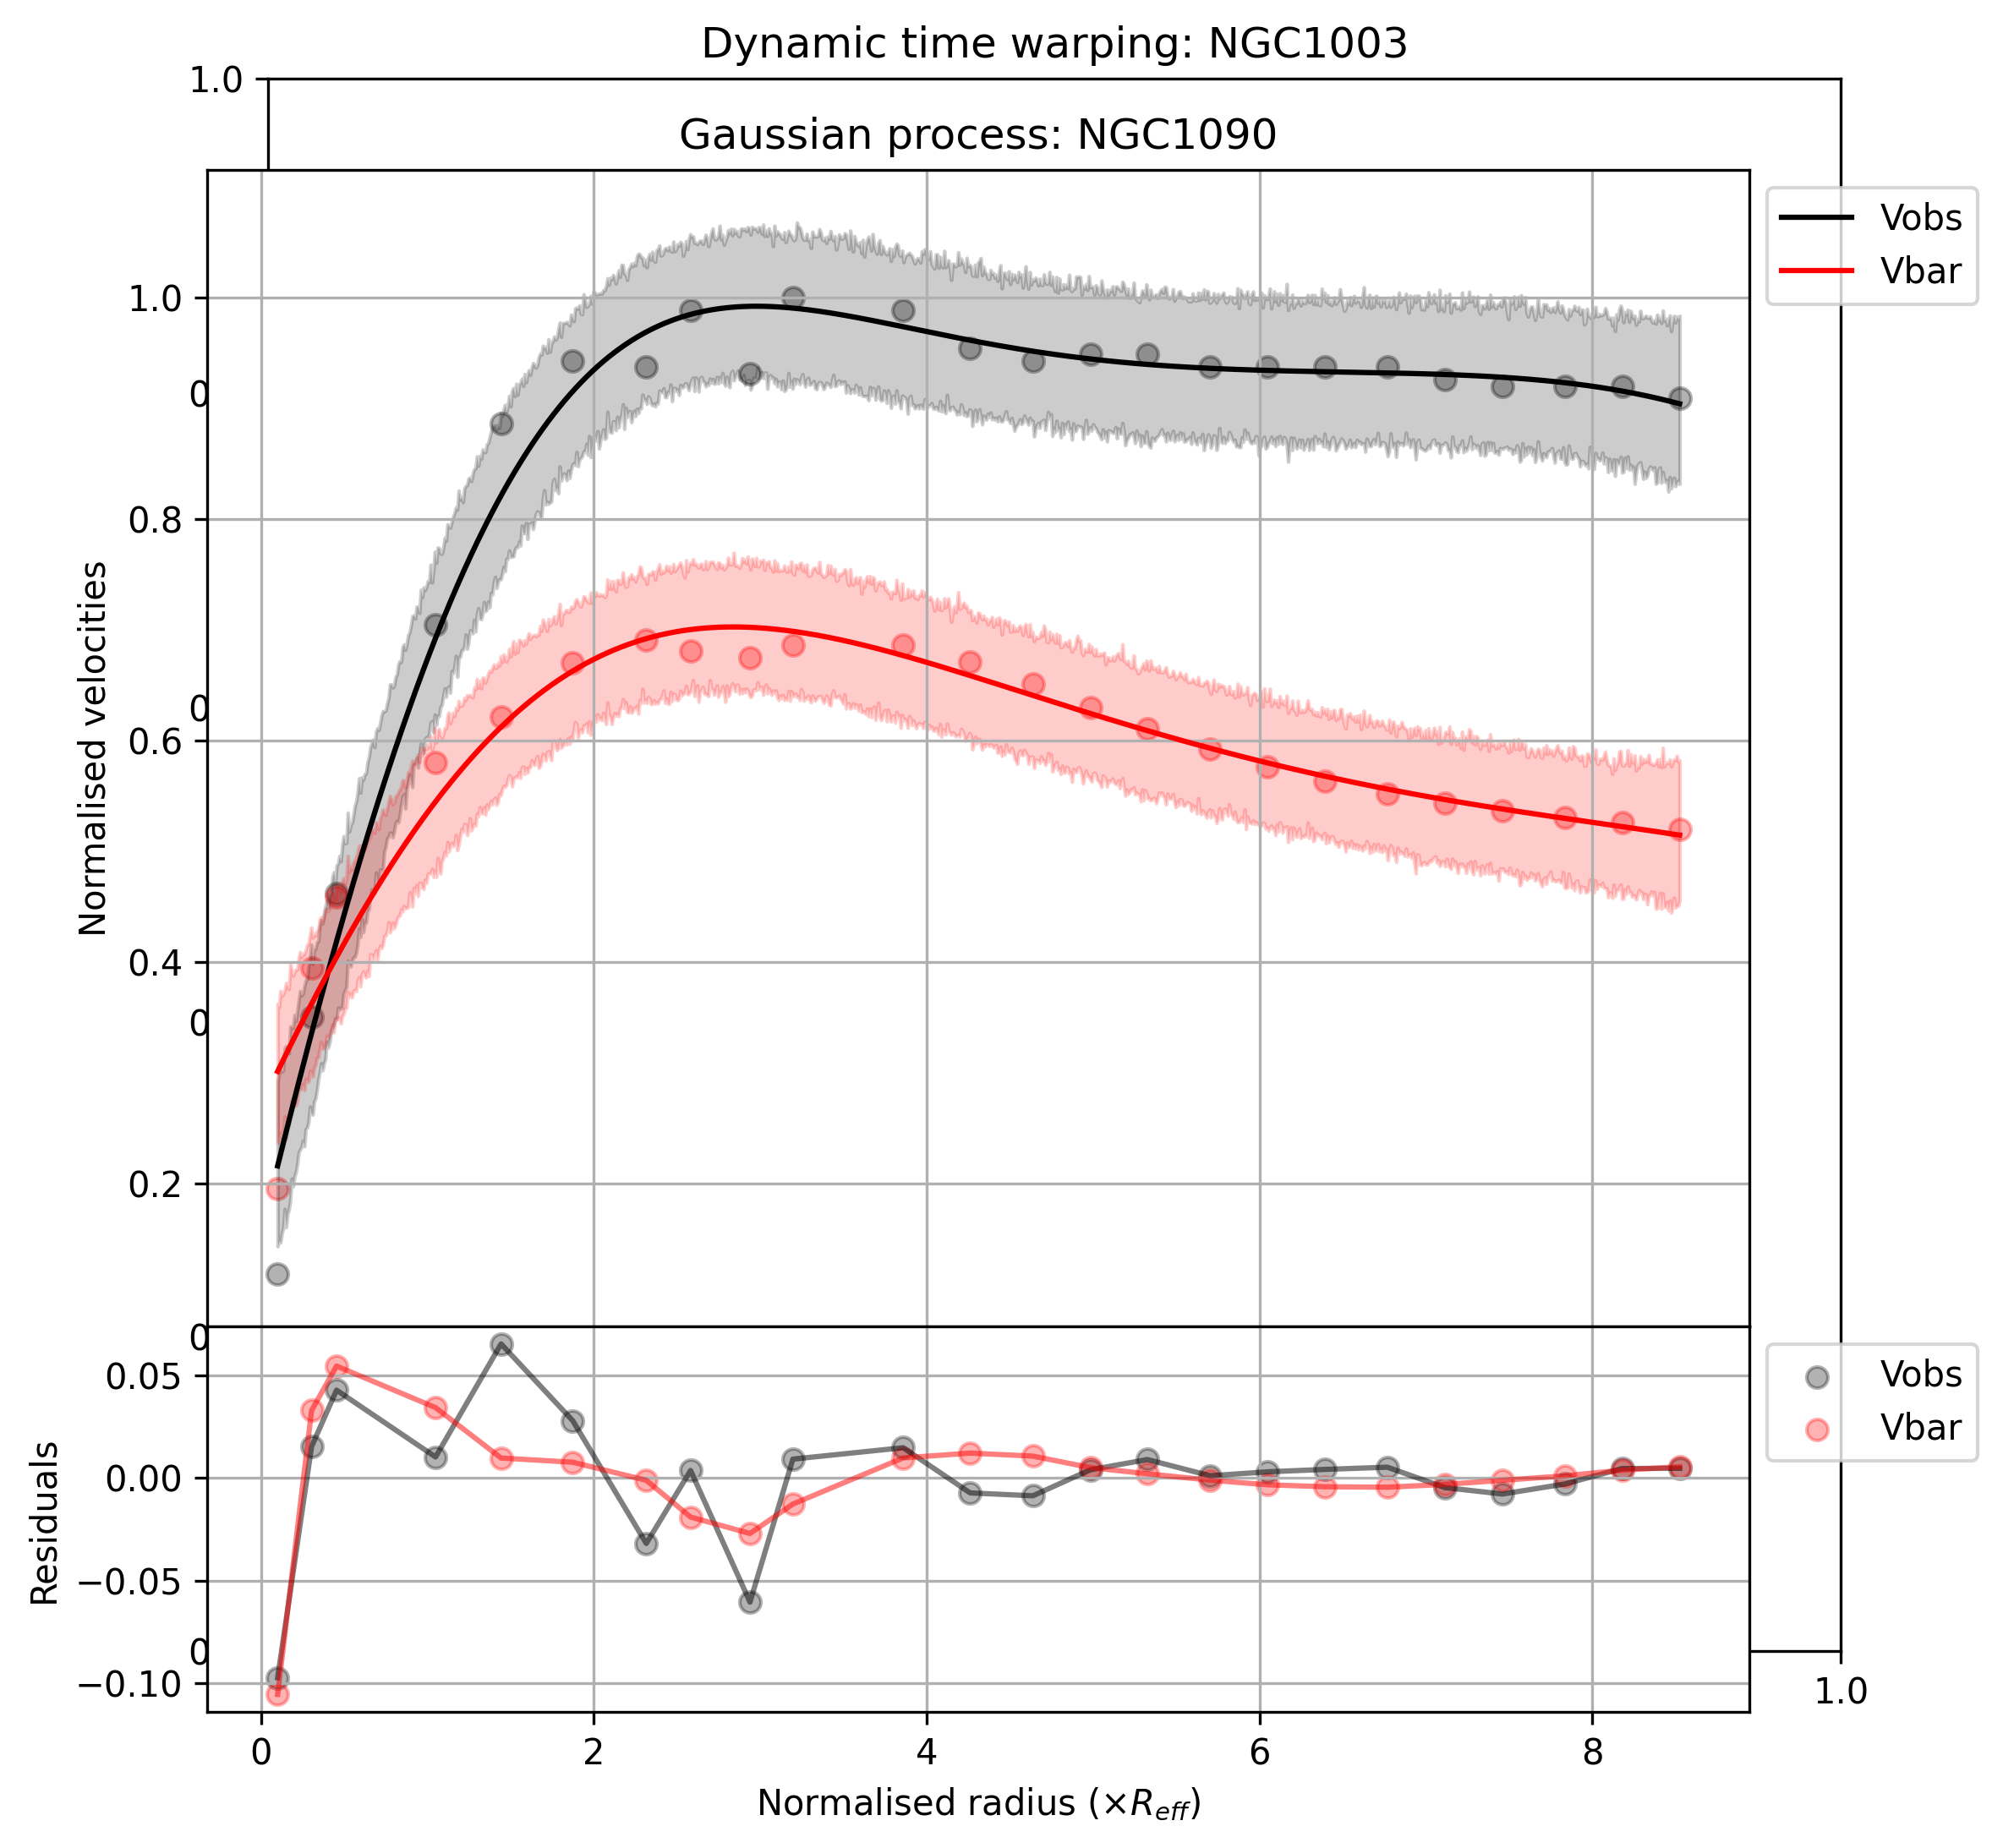 Dynamic time warping: NGC1003
1.0
Gaussian process: NGC1090
Vobs
Vbar
1.0
0
0.8
0
0.6
0.4
0
0.2
Normalised velocities
0
0.05
0.00
−0.05
0
−0.10
Residuals
Vobs
Vbar
1.0
0 2 4 6 8
Normalised radius (×R_eff)